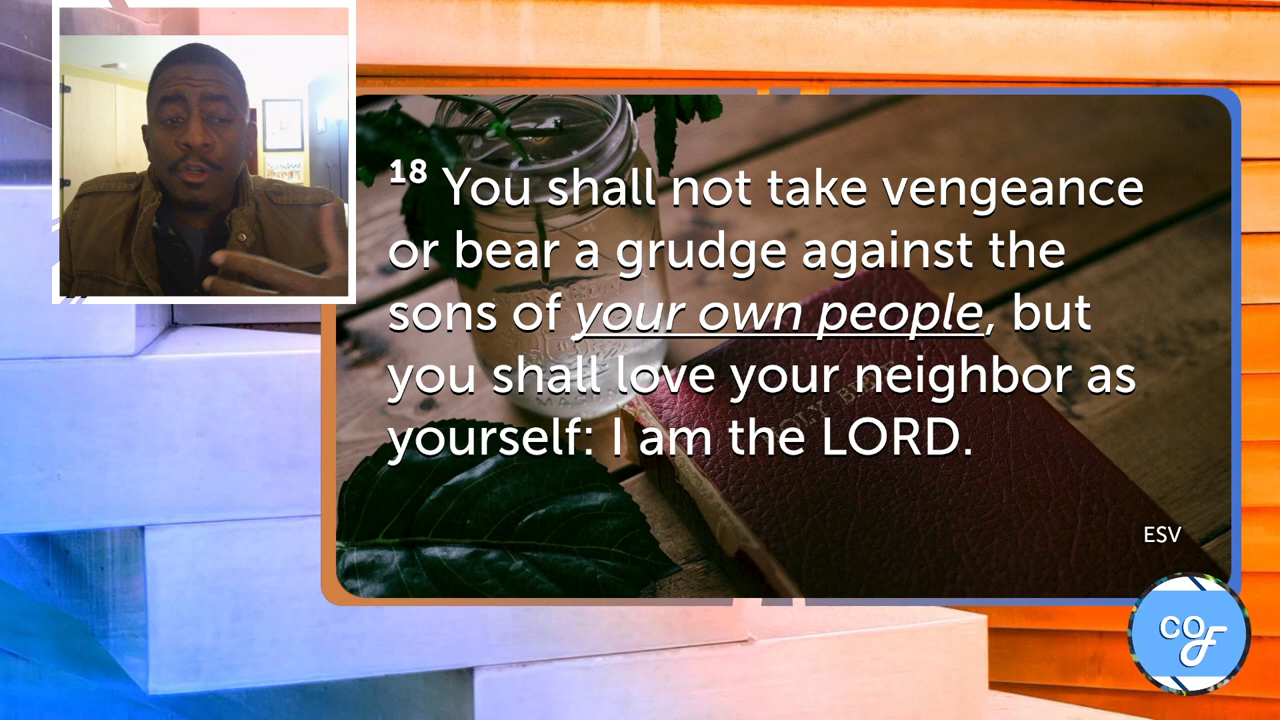 18 You shall not take vengeance
or bear a grudge against the
sons of your own people, but
you shall love your neighbor as
yourself: I am the LORD.
ESV
COF